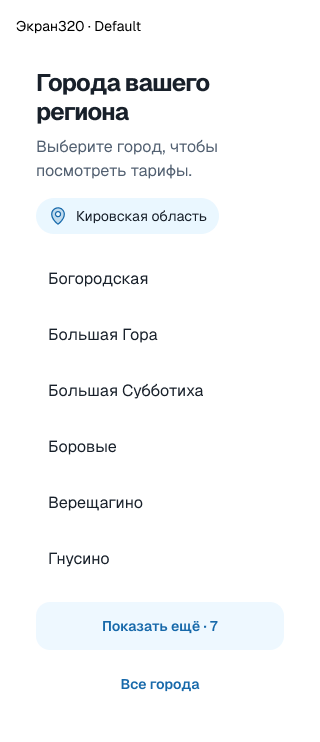 Экран320 · Default
Города вашего
региона
Выберите город, чтобы
посмотреть тарифы.
Кировская область
Богородская
Большая Гора
Большая Субботиха
Боровые
Верещагино
Гнусино
Показать ещё · 7
Все города